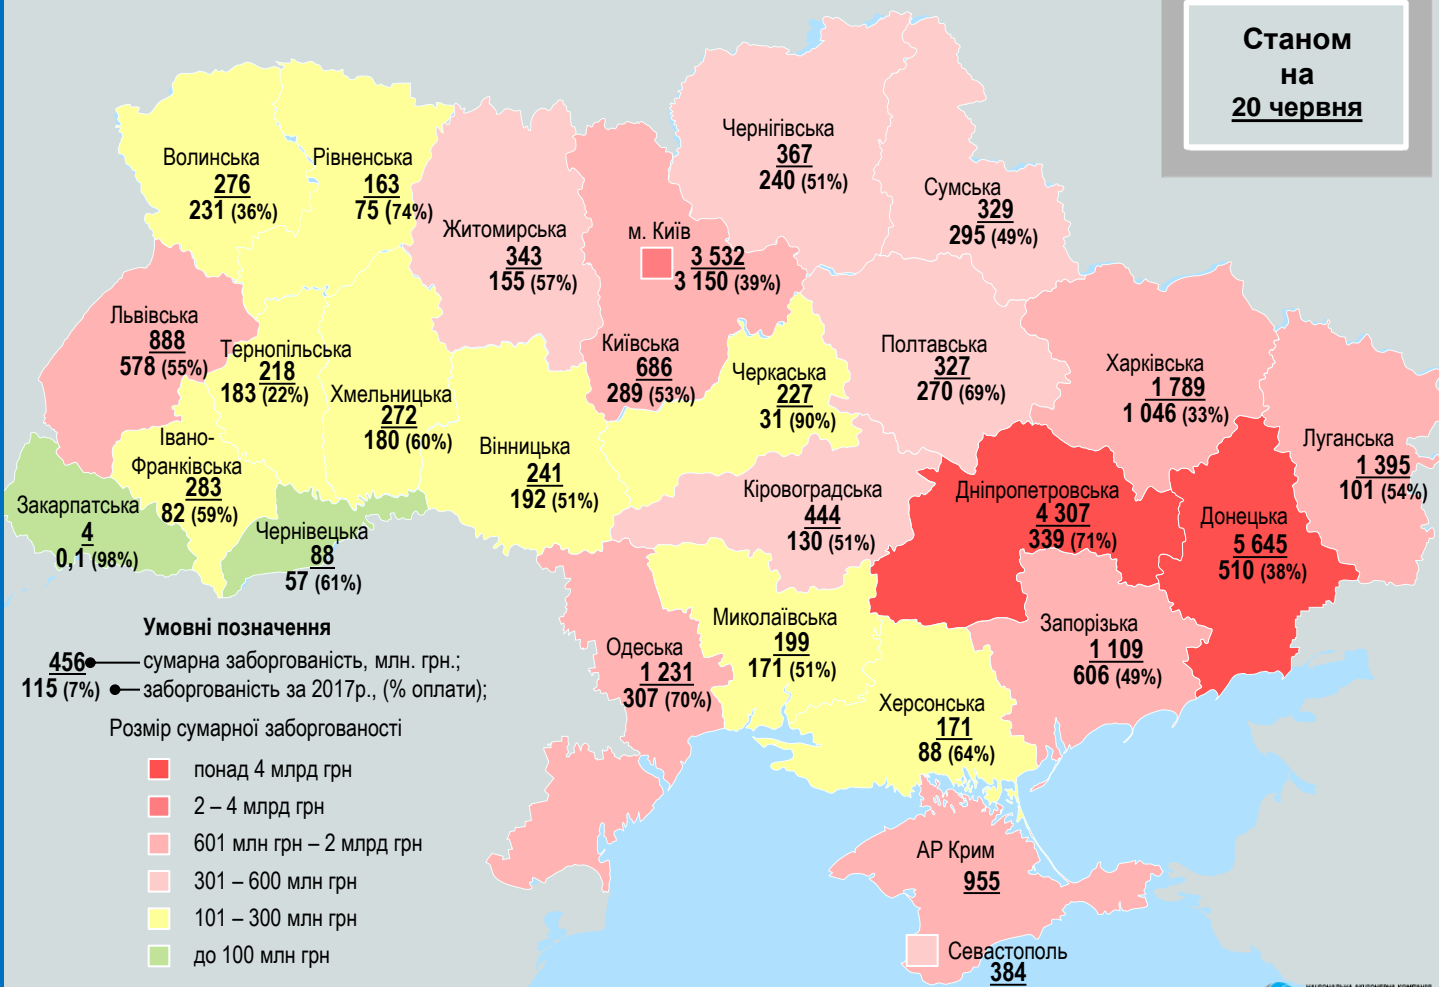 Станом
на
20 червня
Чернігівська
367
240 (51%)
Волинська
276
231 (36%)
Рівненська
163
75 (74%)
Сумська
329
295 (49%)
Житомирська
343
155 (57%)
м. Київ
3 532
3 150 (39%)
Львівська
888
578 (55%)
Тернопільська
218
183 (22%)
Хмельницька
272
180 (60%)
Київська
686
289 (53%)
Черкаська
227
31 (90%)
Полтавська
327
270 (69%)
Харківська
1 789
1 046 (33%)
Луганська
1 395
101 (54%)
Івано-
Франківська
283
82 (59%)
Вінницька
241
192 (51%)
Кіровоградська
444
130 (51%)
Дніпропетровська
4 307
339 (71%)
Донецька
5 645
510 (38%)
Закарпатська
4
0,1 (98%)
Чернівецька
88
57 (61%)
Миколаївська
199
171 (51%)
Запорізька
1 109
606 (49%)
Одеська
1 231
307 (70%)
Херсонська
171
88 (64%)
АР Крим
955
Севастополь
384
Умовні позначення
456 сумарна заборгованість, млн. грн.;
115 (7%) заборгованість за 2017р., (% оплати);
Розмір сумарної заборгованості
понад 4 млрд грн
2 – 4 млрд грн
601 млн грн – 2 млрд грн
301 – 600 млн грн
101 – 300 млн грн
до 100 млн грн